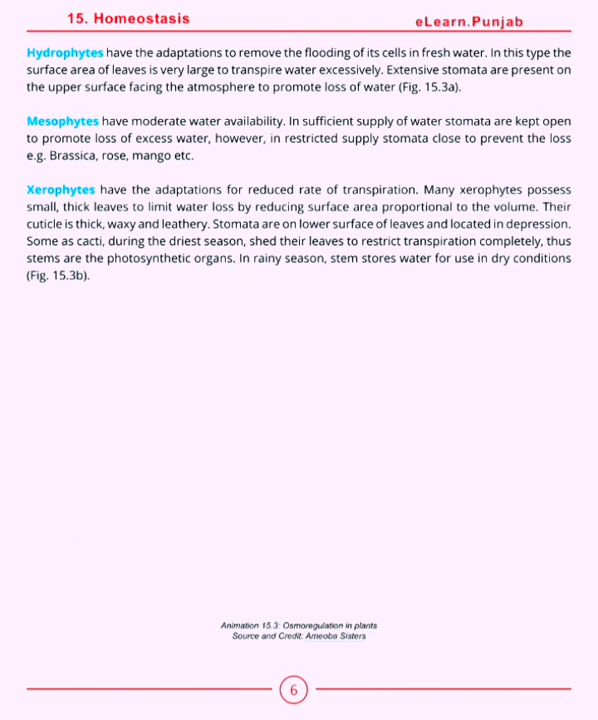 15. Homeostasis
eLearn.Punjab
Hydrophytes have the adaptations to remove the flooding of its cells in fresh water. In this type the
surface area of leaves is very large to transpire water excessively. Extensive stomata are present on
the upper surface facing the atmosphere to promote loss of water (Fig. 15.3a).
Mesophytes have moderate water availability. In sufficient supply of water stomata are kept open
to promote loss of excess water, however, in restricted supply stomata close to prevent the loss
e.g. Brassica, rose, mango etc.
Xerophytes have the adaptations for reduced rate of transpiration. Many xerophytes possess
small, thick leaves to limit water loss by reducing surface area proportional to the volume. Their
cuticle is thick, waxy and leathery. Stomata are on lower surface of leaves and located in depression.
Some as cacti, during the driest season, shed their leaves to restrict transpiration completely, thus
stems are the photosynthetic organs. In rainy season, stem stores water for use in dry conditions
(Fig. 15.3b).
Animation 15.3: Osmoregulation in plants
Source and Credit: Ameoba Sisters
6